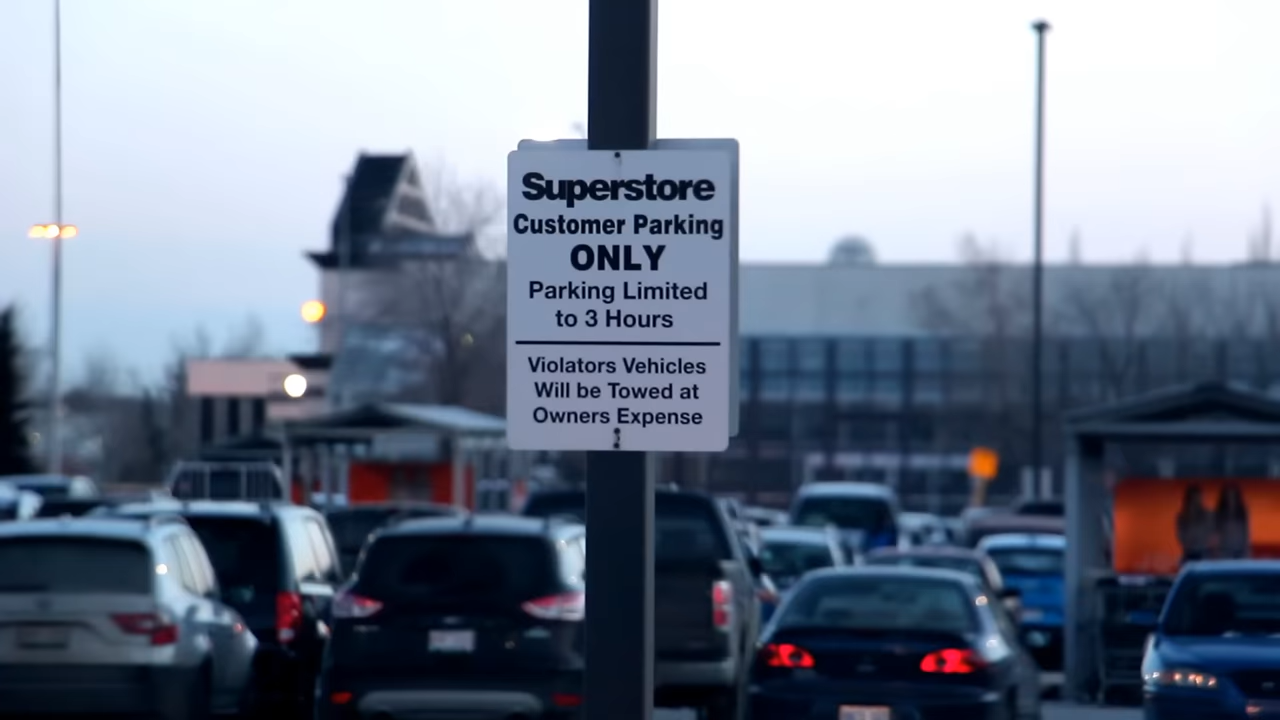 Superstore
Customer Parking
ONLY
Parking Limited
to 3 Hours
Violators Vehicles
Will be Towed at
Owners Expense